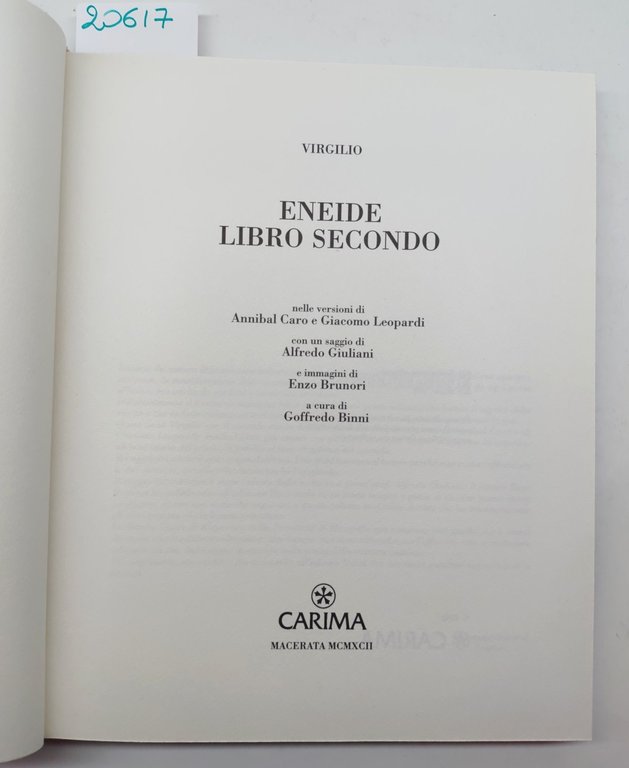 20617
VIRGILIO
ENEIDE
LIBRO SECONDO
nelle versioni di
Annibal Caro e Giacomo Leopardi
con un saggio di
Alfredo Giuliani
e immagini di
Enzo Brunori
a cura di
Goffredo Binni
CARIMA
MACERATA MCMXCII